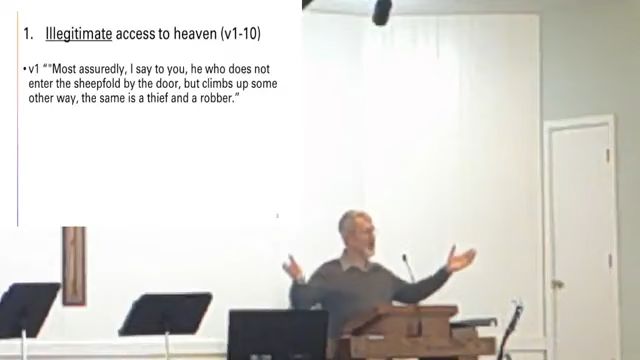 1. Illegitimate access to heaven (v1-10)
•v1 “"Most assuredly, I say to you, he who does not
enter the sheepfold by the door, but climbs up some
other way, the same is a thief and a robber.”